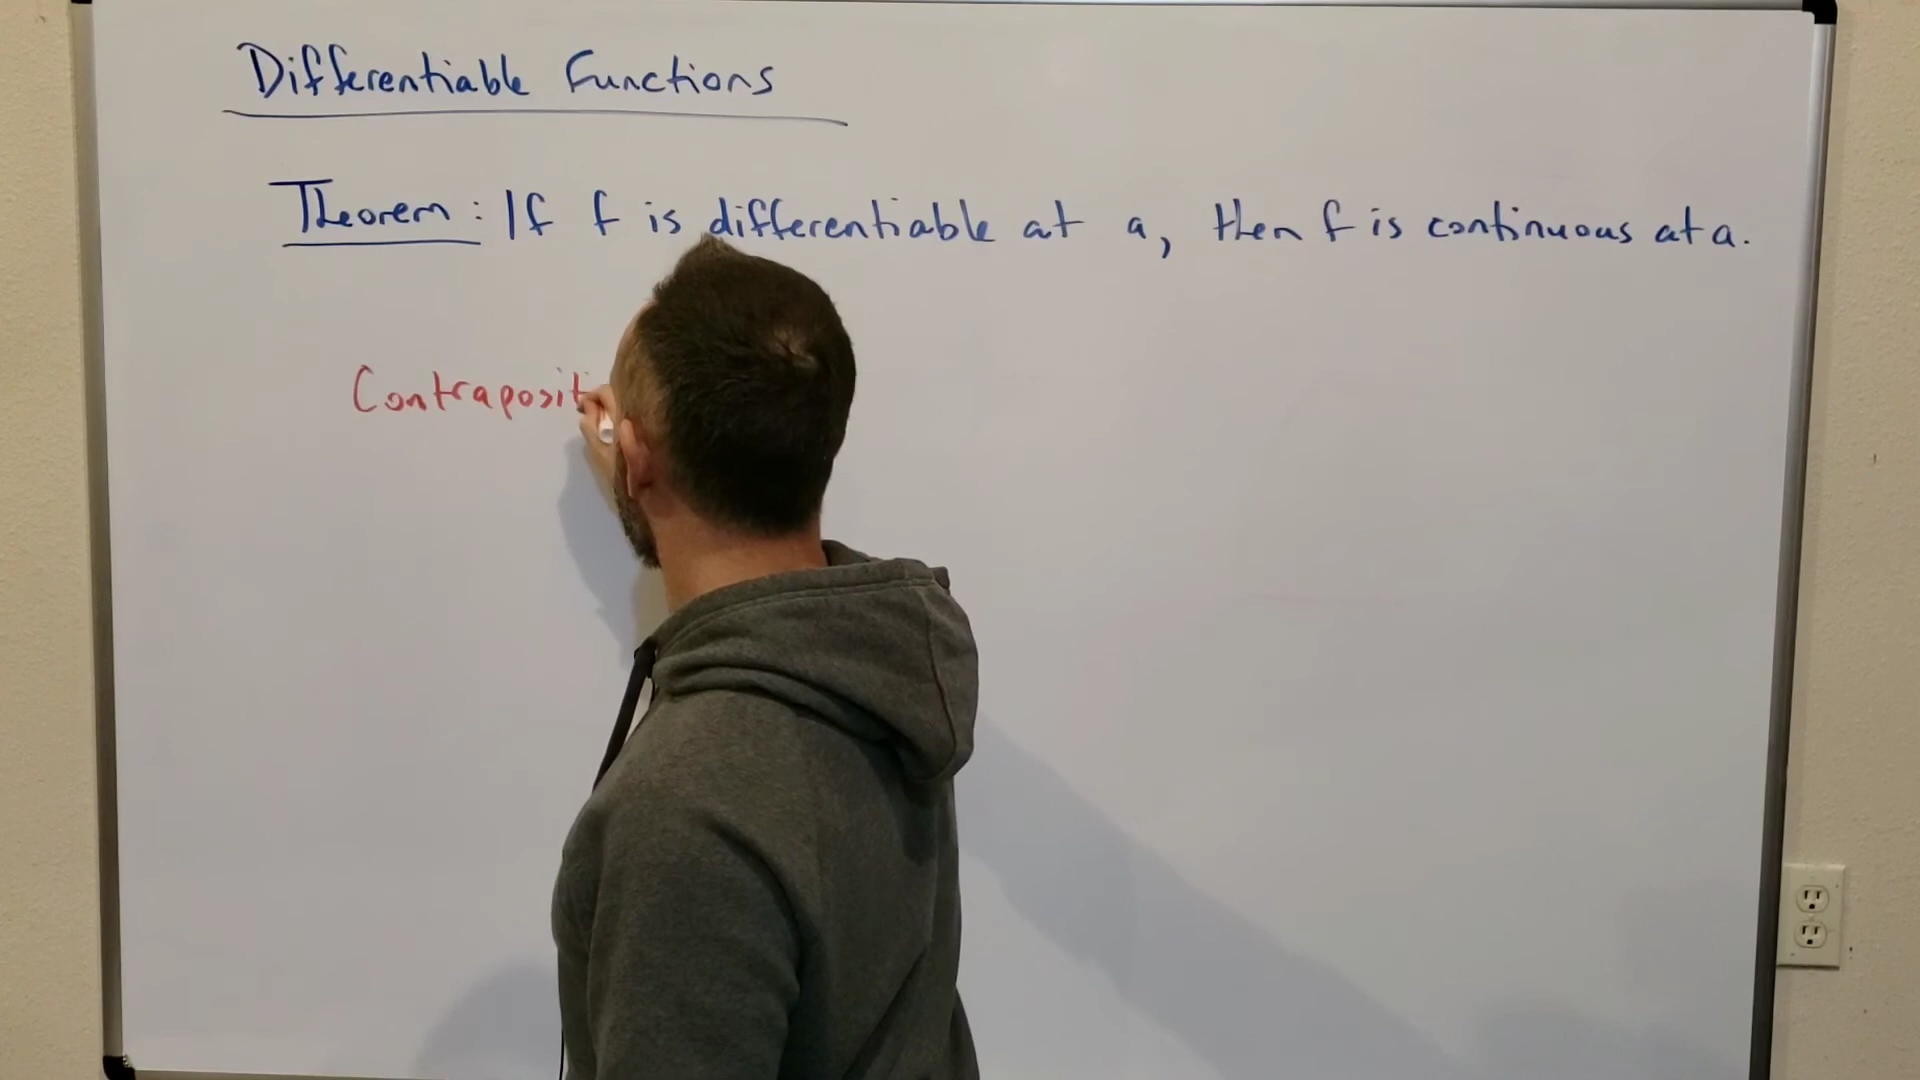 Differentiable Functions
Theorem: If f is differentiable at a, then f is continuous at a.
Contraposit